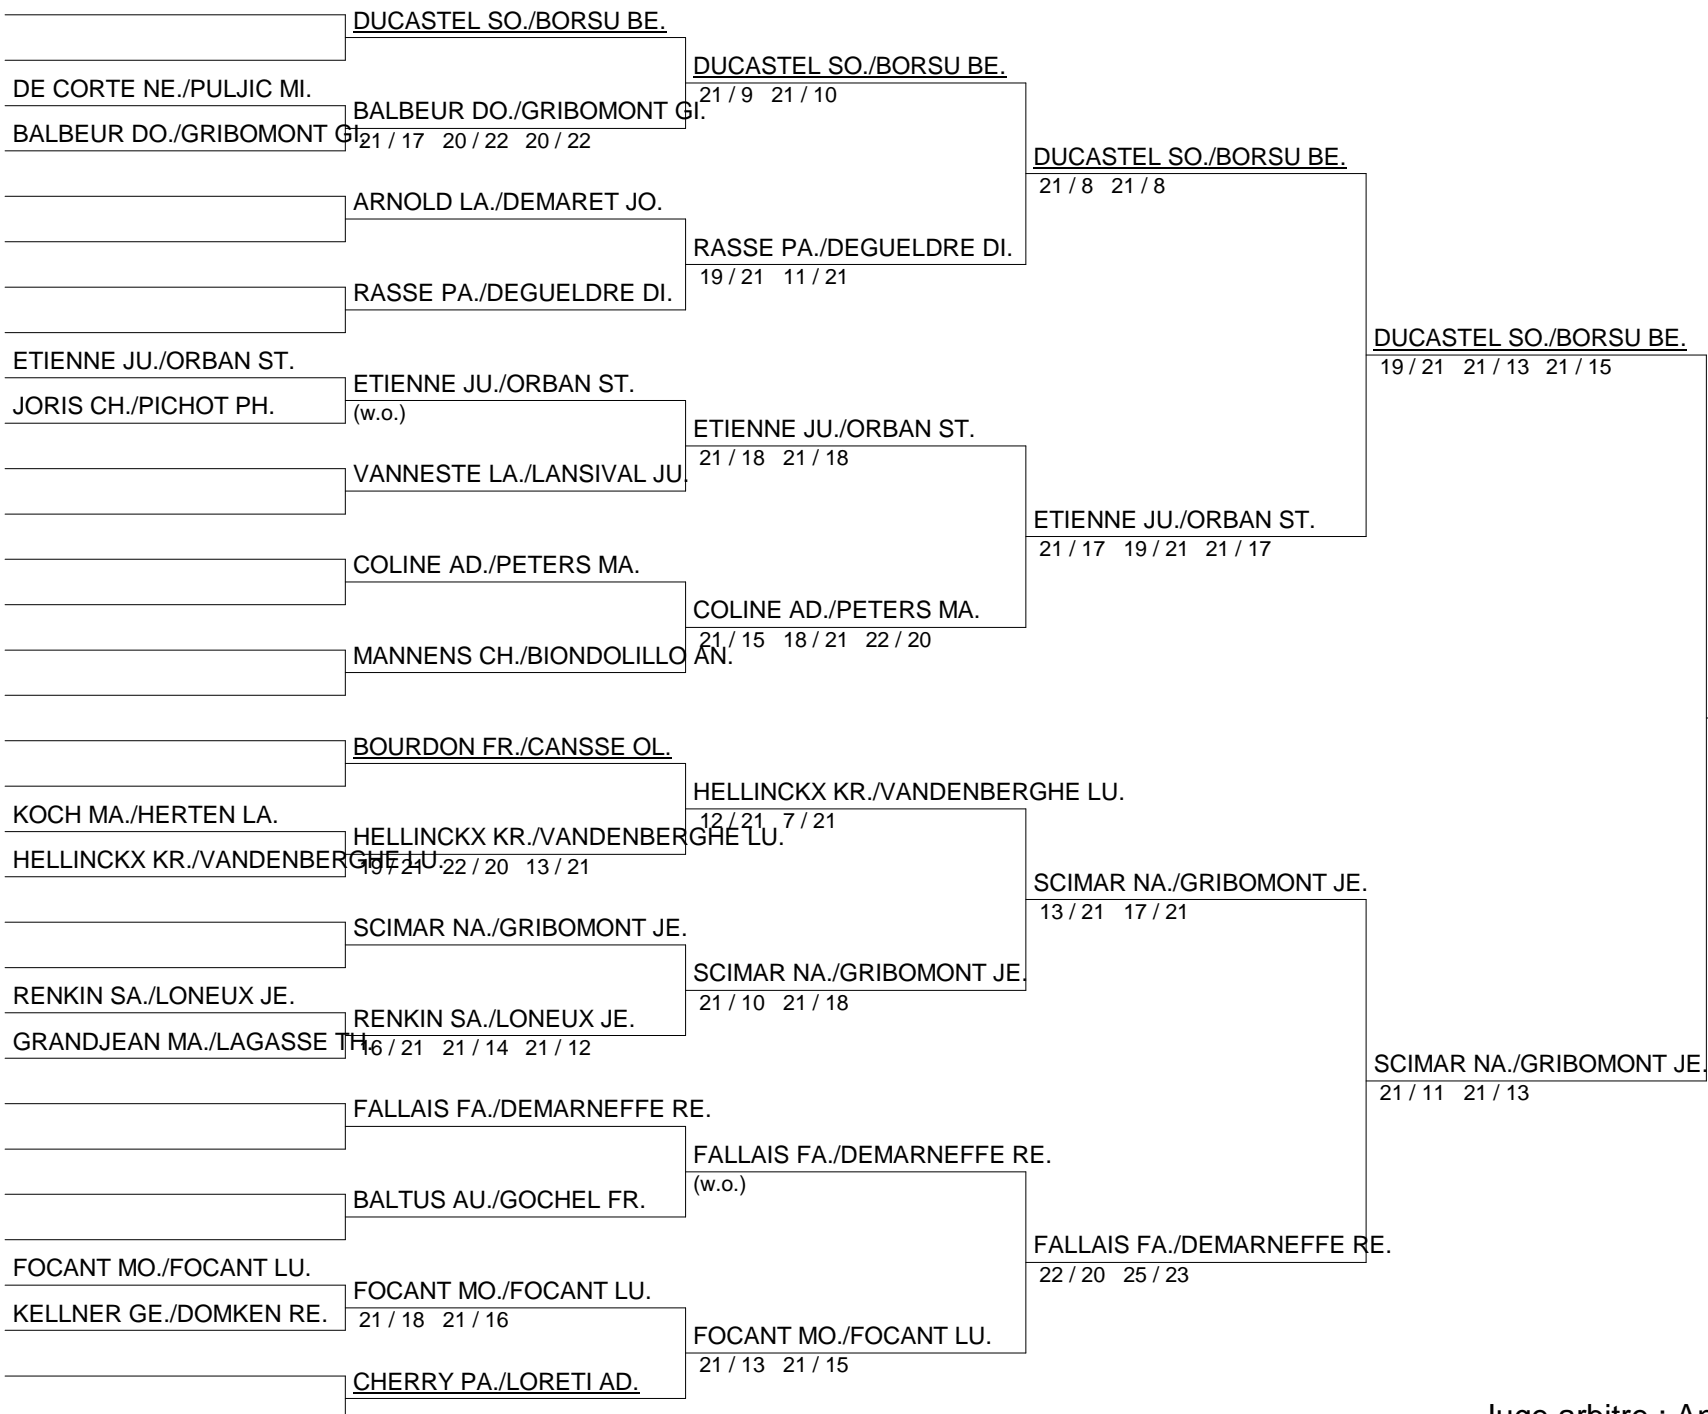 DUCASTEL SO./BORSU BE.
DUCASTEL SO./BORSU BE.
DE CORTE NE./PULJIC MI.
21 / 9 21 / 10
BALBEUR DO./GRIBOMONT GI.
BALBEUR DO./GRIBOMONT GI.
21 / 17 20 / 22 20 / 22
DUCASTEL SO./BORSU BE.
21 / 8 21 / 8
ARNOLD LA./DEMARET JO.
RASSE PA./DEGUELDRE DI.
19 / 21 11 / 21
RASSE PA./DEGUELDRE DI.
DUCASTEL SO./BORSU BE.
19 / 21 21 / 13 21 / 15
ETIENNE JU./ORBAN ST.
ETIENNE JU./ORBAN ST.
JORIS CH./PICHOT PH.
(w.o.)
ETIENNE JU./ORBAN ST.
21 / 18 21 / 18
VANNESTE LA./LANSIVAL JU.
ETIENNE JU./ORBAN ST.
21 / 17 19 / 21 21 / 17
COLINE AD./PETERS MA.
COLINE AD./PETERS MA.
21 / 15 18 / 21 22 / 20
MANNENS CH./BIONDOLILLO AN.
BOURDON FR./CANSSE OL.
HELLINCKX KR./VANDENBERGHE LU.
12 / 21 7 / 21
KOCH MA./HERTEN LA.
HELLINCKX KR./VANDENBERGHE LU.
HELLINCKX KR./VANDENBERGHE LU.
19 / 21 22 / 20 13 / 21
SCIMAR NA./GRIBOMONT JE.
13 / 21 17 / 21
SCIMAR NA./GRIBOMONT JE.
SCIMAR NA./GRIBOMONT JE.
21 / 10 21 / 18
RENKIN SA./LONEUX JE.
RENKIN SA./LONEUX JE.
GRANDJEAN MA./LAGASSE TH.
16 / 21 21 / 14 21 / 12
SCIMAR NA./GRIBOMONT JE.
21 / 11 21 / 13
FALLAIS FA./DEMARNEFFE RE.
FALLAIS FA./DEMARNEFFE RE.
(w.o.)
BALTUS AU./GOCHEL FR.
FALLAIS FA./DEMARNEFFE RE.
22 / 20 25 / 23
FOCANT MO./FOCANT LU.
FOCANT MO./FOCANT LU.
KELLNER GE./DOMKEN RE.
21 / 18 21 / 16
FOCANT MO./FOCANT LU.
21 / 13 21 / 15
CHERRY PA./LORETI AD.